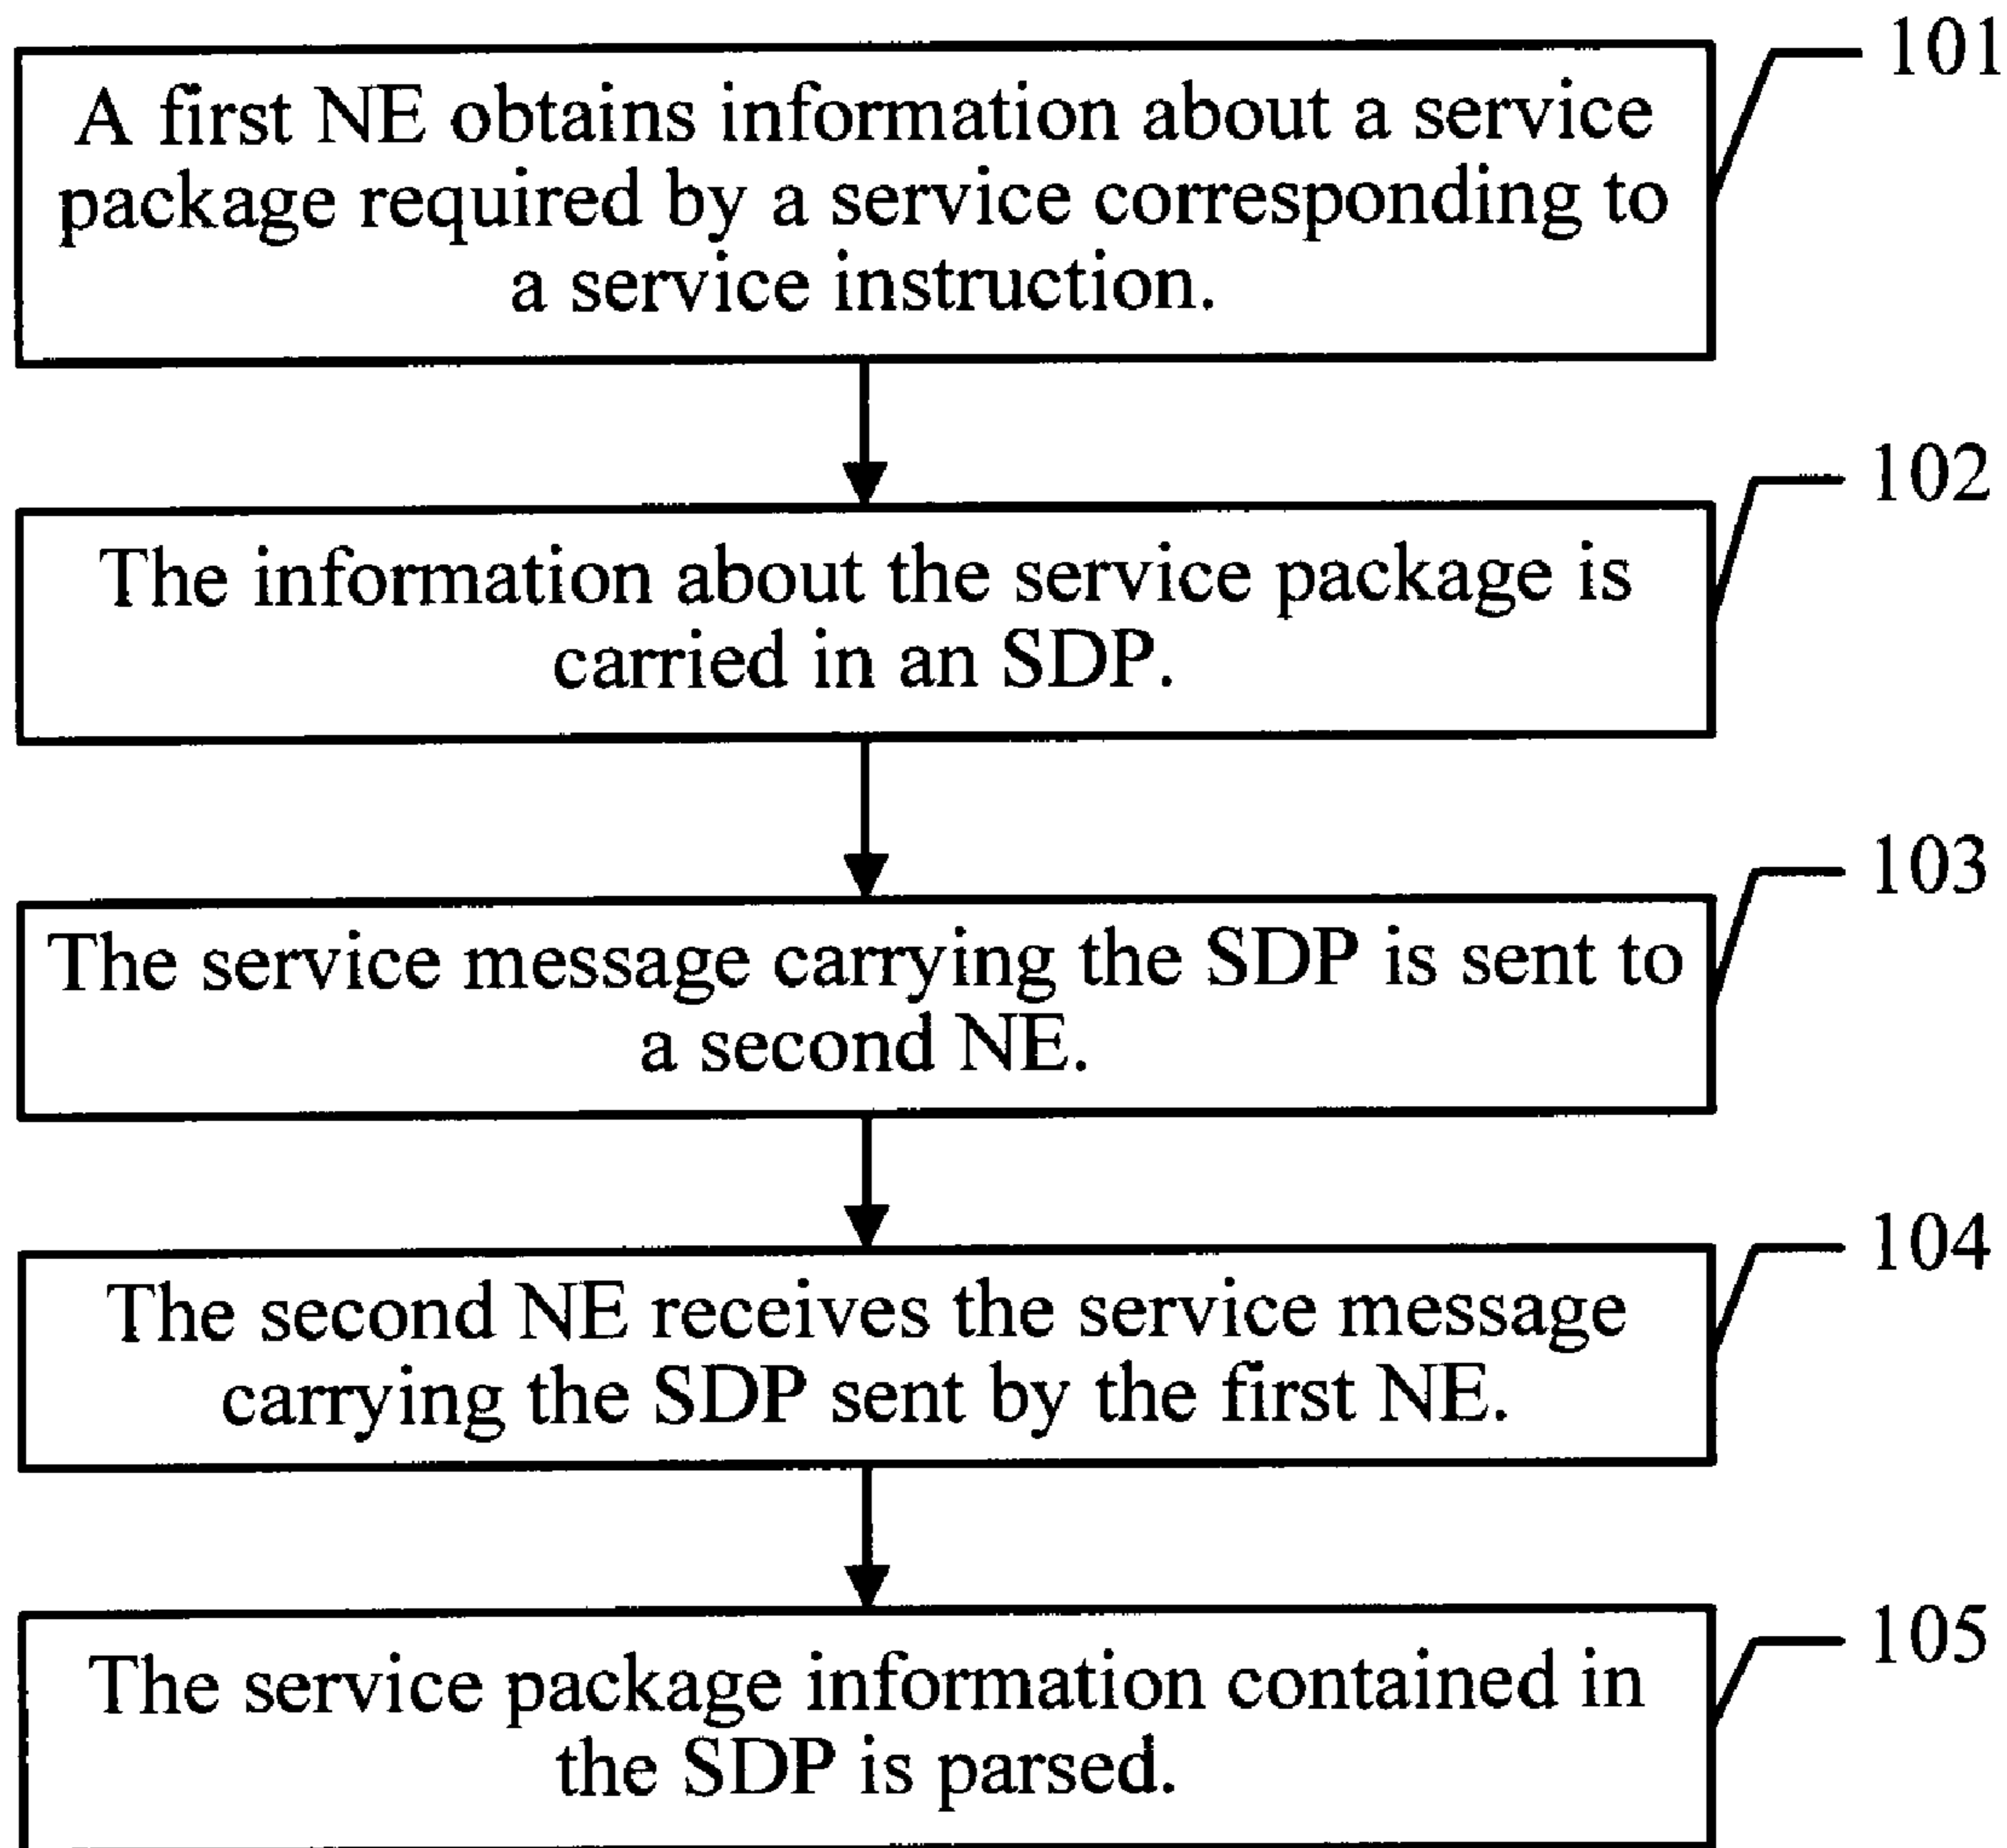 101
A first NE obtains information about a service
package required by a service corresponding to
a service instruction.
102
The information about the service package is
carried in an SDP.
103
The service message carrying the SDP is sent to
a second NE.
104
The second NE receives the service message
carrying the SDP sent by the first NE.
105
The service package information contained in
the SDP is parsed.